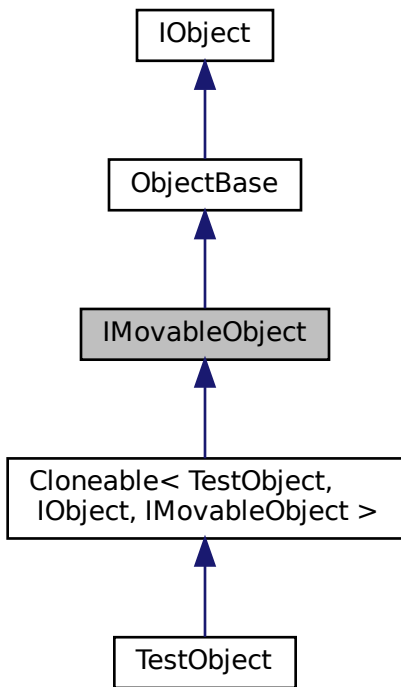 IObject
ObjectBase
IMovableObject
Cloneable< TestObject,
IObject, IMovableObject >
TestObject